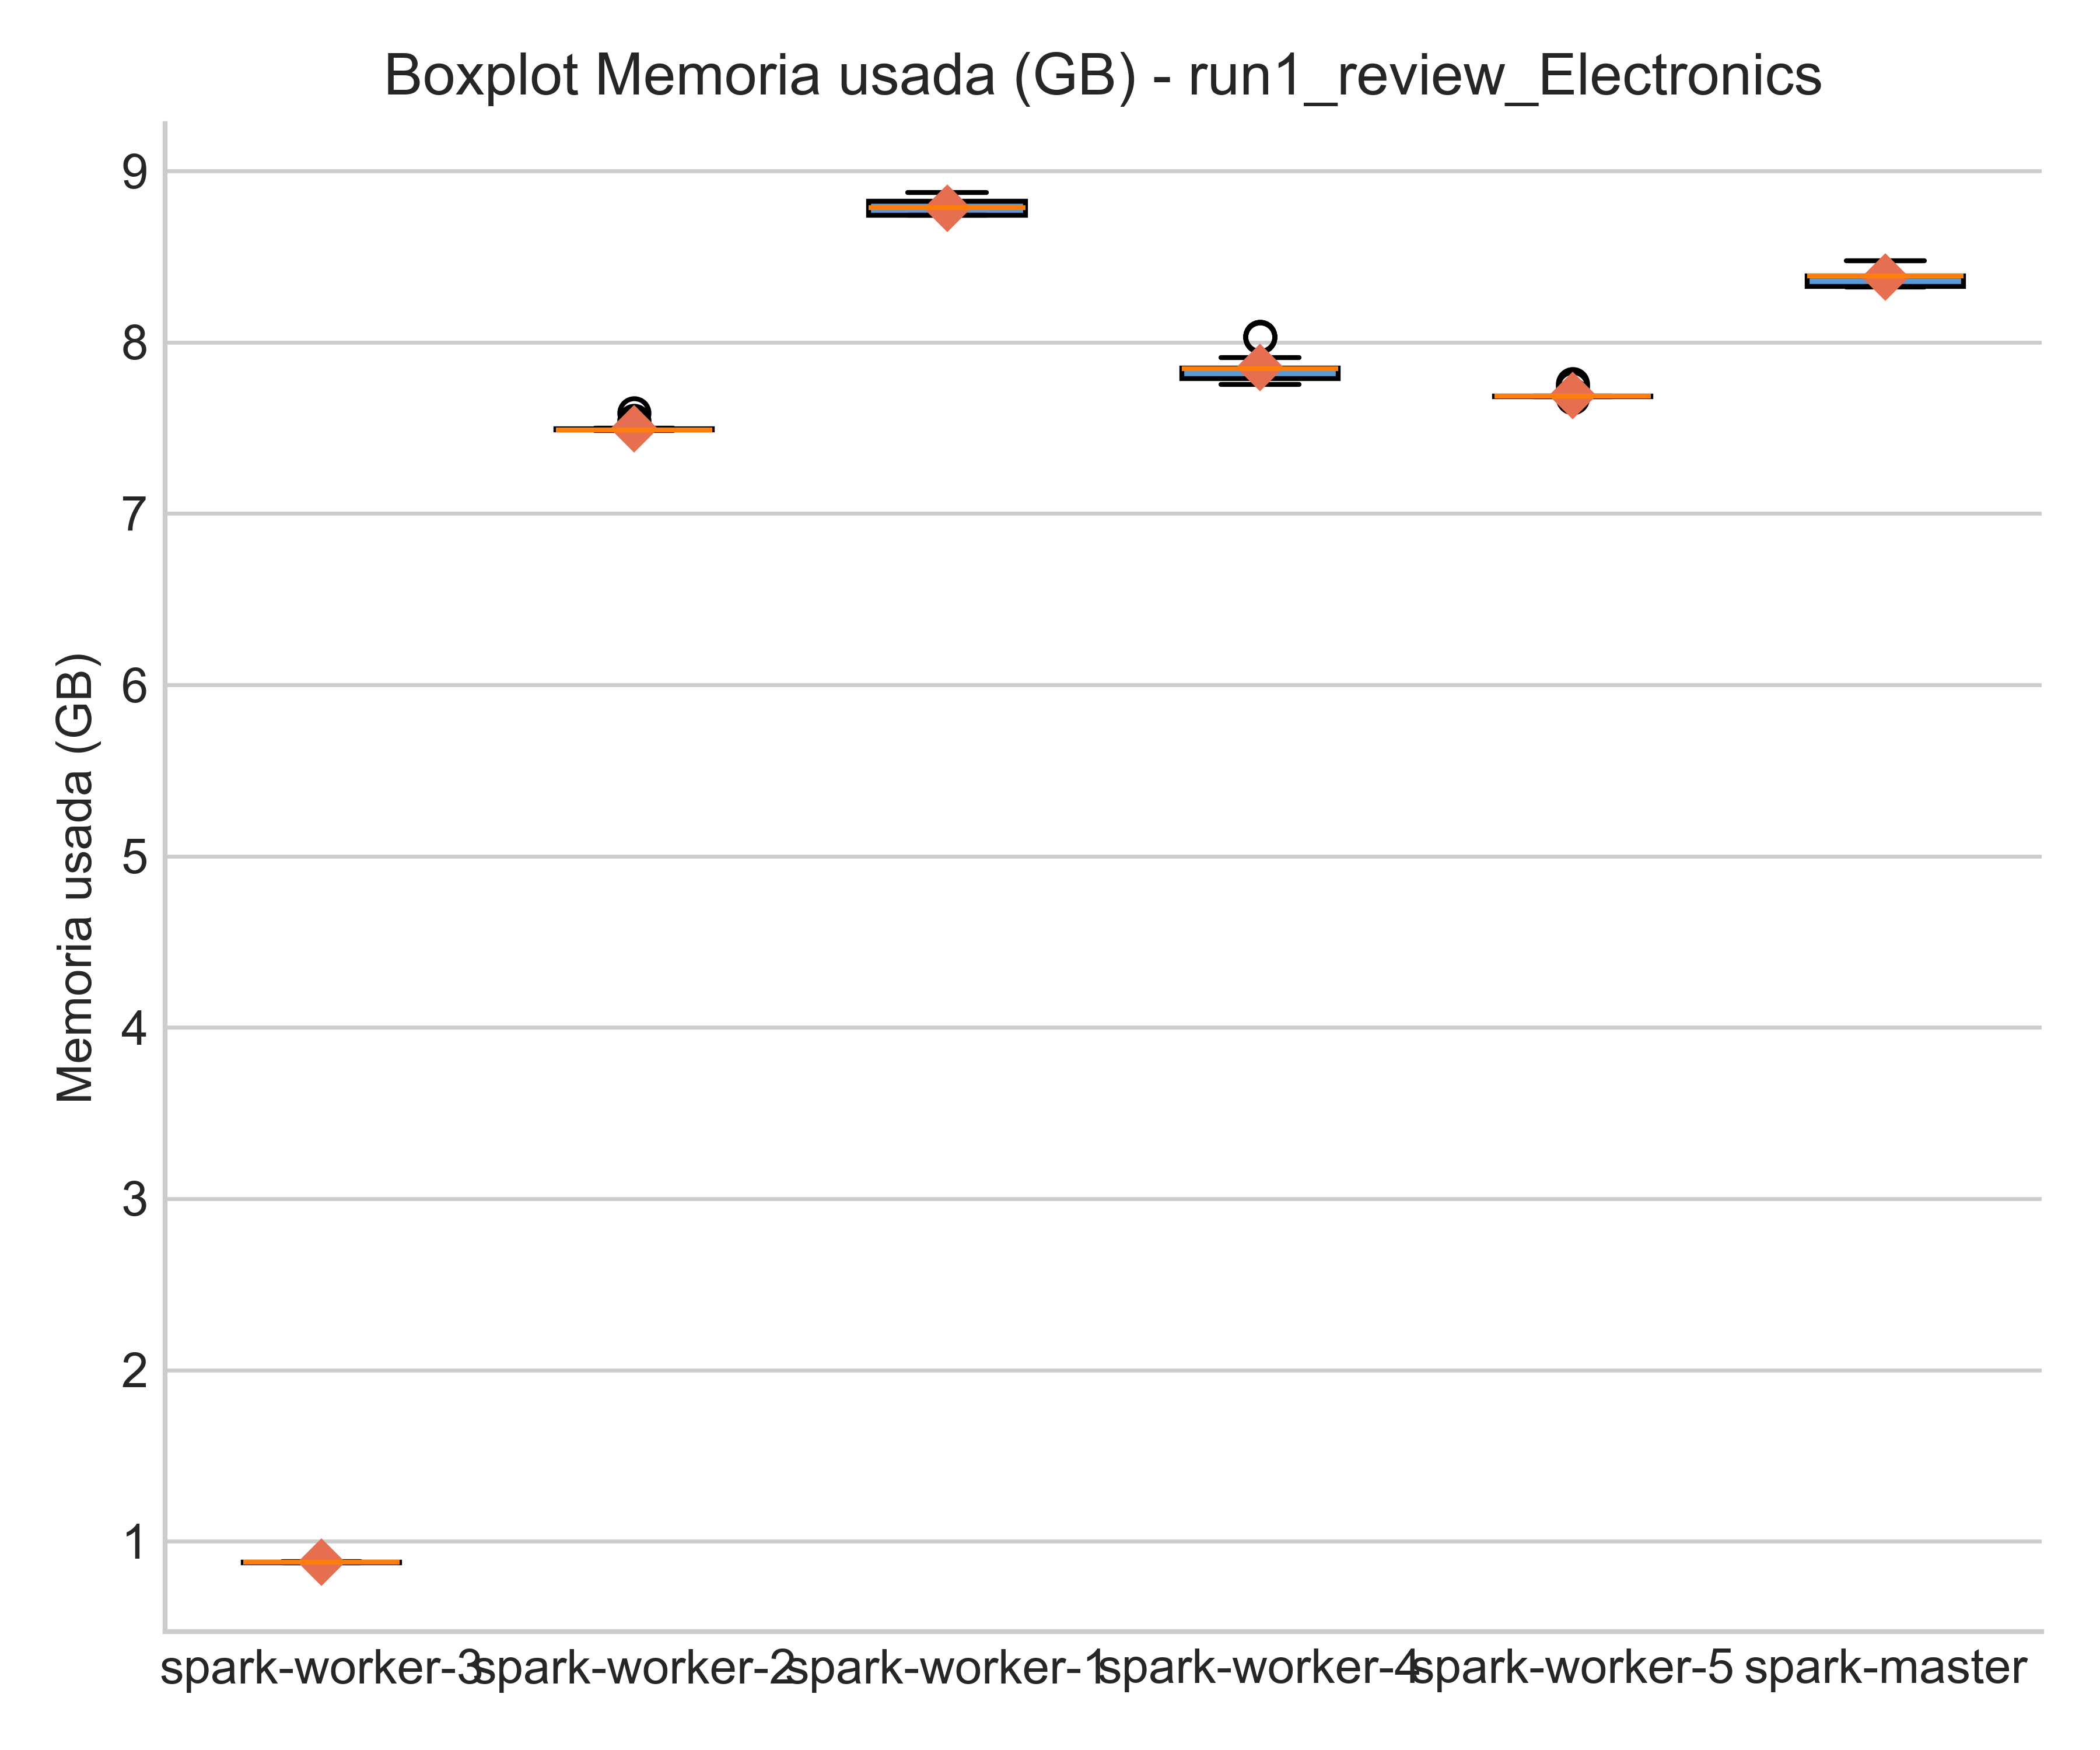 Boxplot Memoria usada (GB) - run1_review_Electronics
Memoria usada (GB)
9
8
7
6
5
4
3
2
1
spark-worker-3
spark-worker-2
spark-worker-1
spark-worker-4
spark-worker-5
spark-master